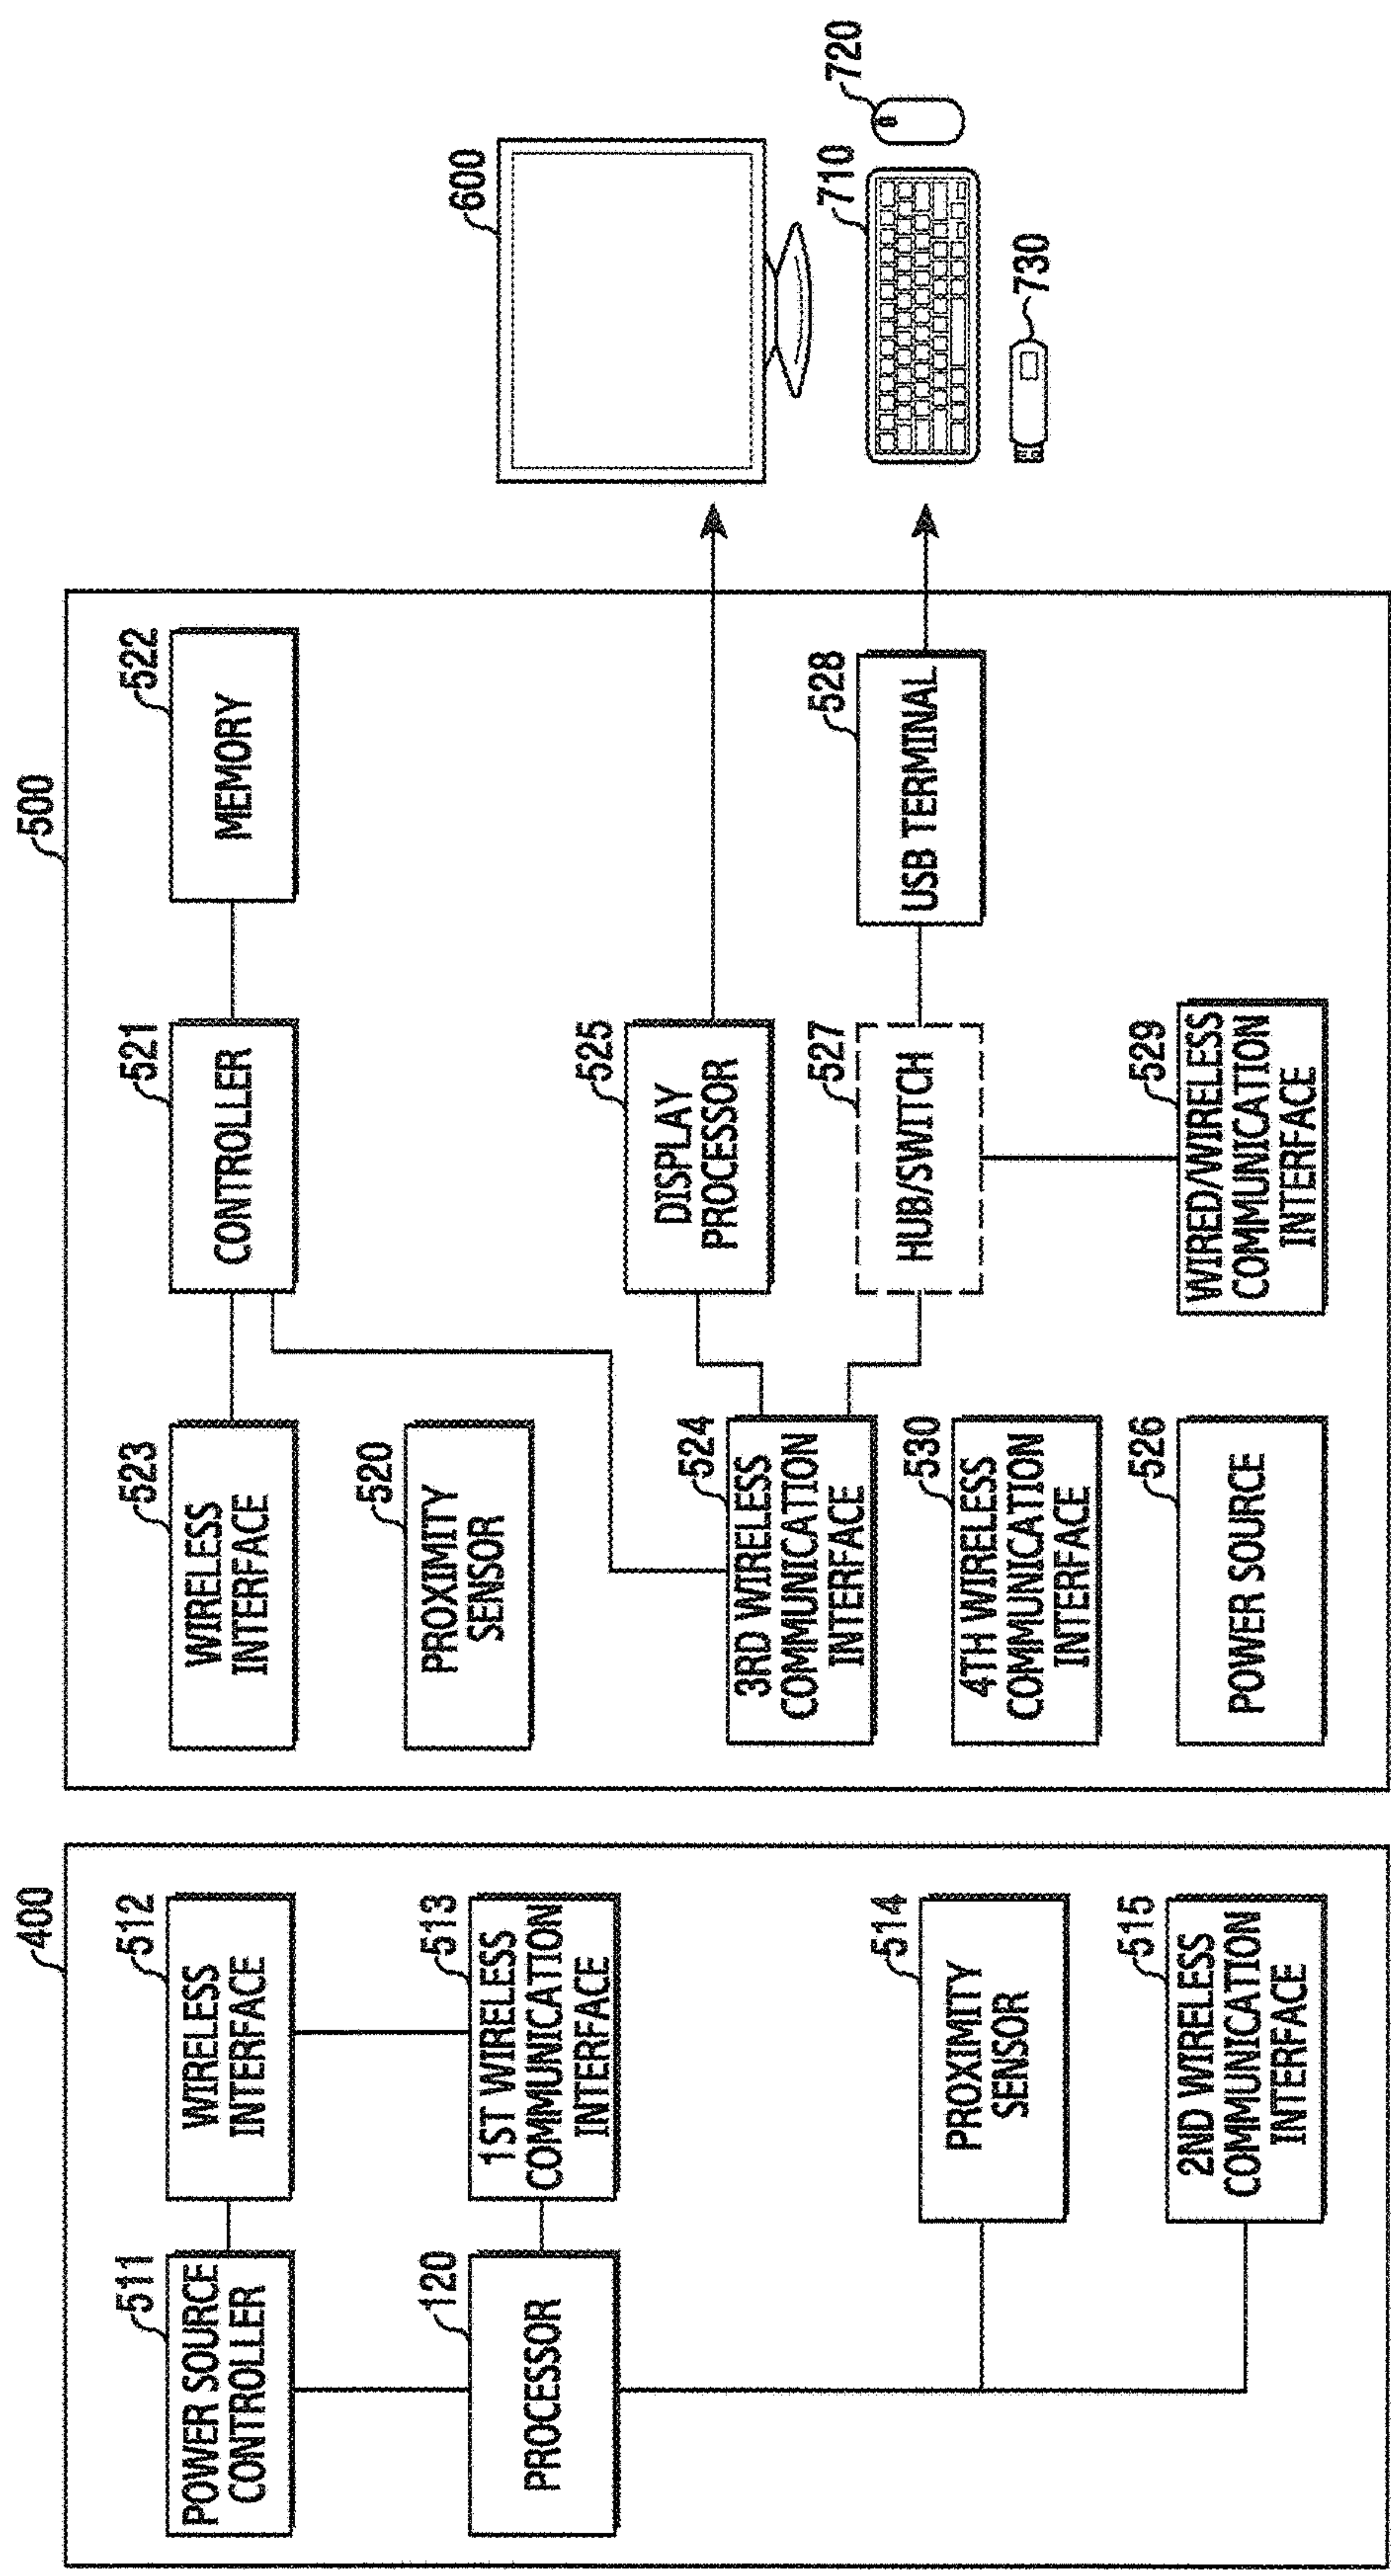 400
511
POWER SOURCE
CONTROLLER
512
WIRELESS
INTERFACE
120
PROCESSOR
513
1ST WIRELESS
COMMUNICATION
INTERFACE
514
PROXIMITY
SENSOR
515
2ND WIRELESS
COMMUNICATION
INTERFACE
500
523
WIRELESS
INTERFACE
521
CONTROLLER
522
MEMORY
520
PROXIMITY
SENSOR
524
3RD WIRELESS
COMMUNICATION
INTERFACE
525
DISPLAY
PROCESSOR
527
HUB/SWITCH
528
USB TERMINAL
530
4TH WIRELESS
COMMUNICATION
INTERFACE
526
POWER SOURCE
529
WIRED/WIRELESS
COMMUNICATION
INTERFACE
600
710
720
730